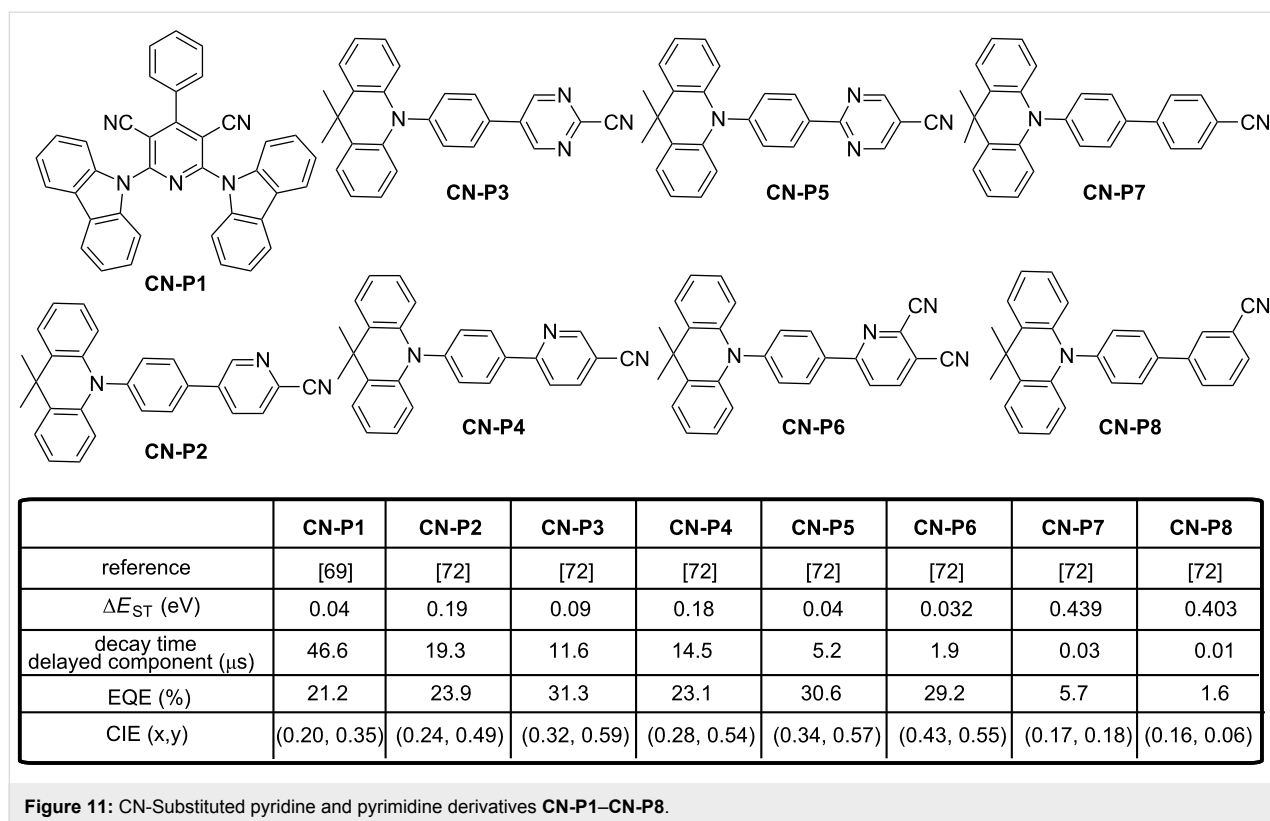 N N CN N N CN CN
NC CN N N N N N
N N N
CN-P3 CN-P5 CN-P7
CN-P1
CN CN
N N N CN
N CN N CN N
N CN
CN-P4 CN-P6 CN-P8
CN-P2
CN-P1 CN-P2 CN-P3 CN-P4 CN-P5 CN-P6 CN-P7 CN-P8
reference [69] [72] [72] [72] [72] [72] [72] [72]
ΔE_ST (eV) 0.04 0.19 0.09 0.18 0.04 0.032 0.439 0.403
decay time
delayed component (μs) 46.6 19.3 11.6 14.5 5.2 1.9 0.03 0.01
EQE (%) 21.2 23.9 31.3 23.1 30.6 29.2 5.7 1.6
CIE (x,y) (0.20, 0.35) (0.24, 0.49) (0.32, 0.59) (0.28, 0.54) (0.34, 0.57) (0.43, 0.55) (0.17, 0.18) (0.16, 0.06)
Figure 11: CN-Substituted pyridine and pyrimidine derivatives CN-P1–CN-P8.